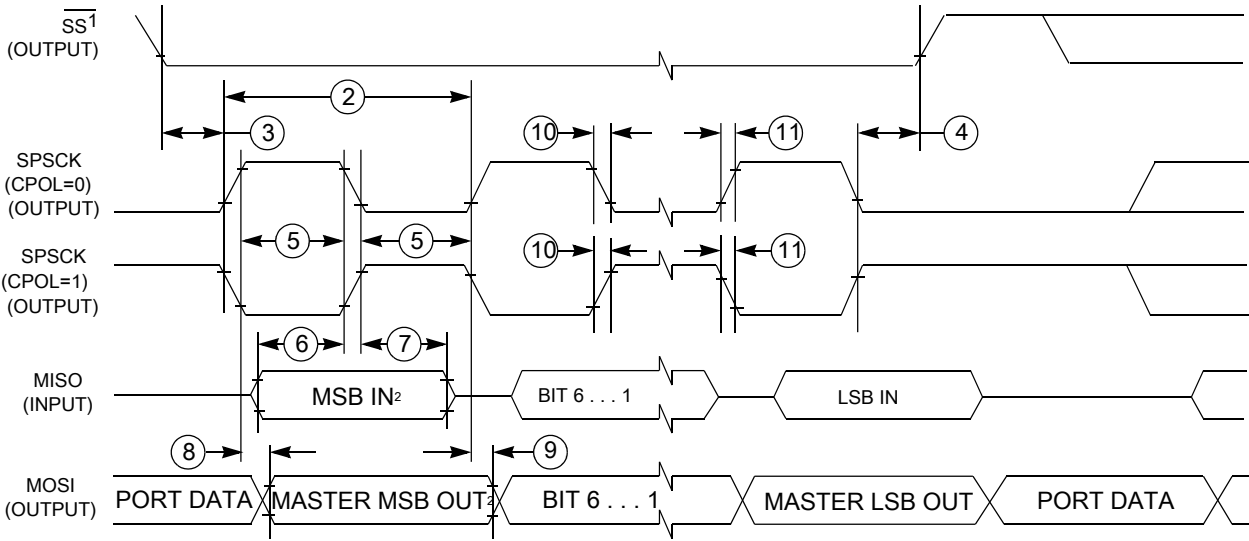 SS1
(OUTPUT)
2
3
10
11
4
SPSCK
(CPOL=0)
(OUTPUT)
5
5
SPSCK
(CPOL=1)
(OUTPUT)
10
11
6
7
MISO
(INPUT)
MSB IN2
BIT 6 . . . 1
LSB IN
8
9
MOSI
(OUTPUT)
PORT DATA
MASTER MSB OUT2
BIT 6 . . . 1
MASTER LSB OUT
PORT DATA